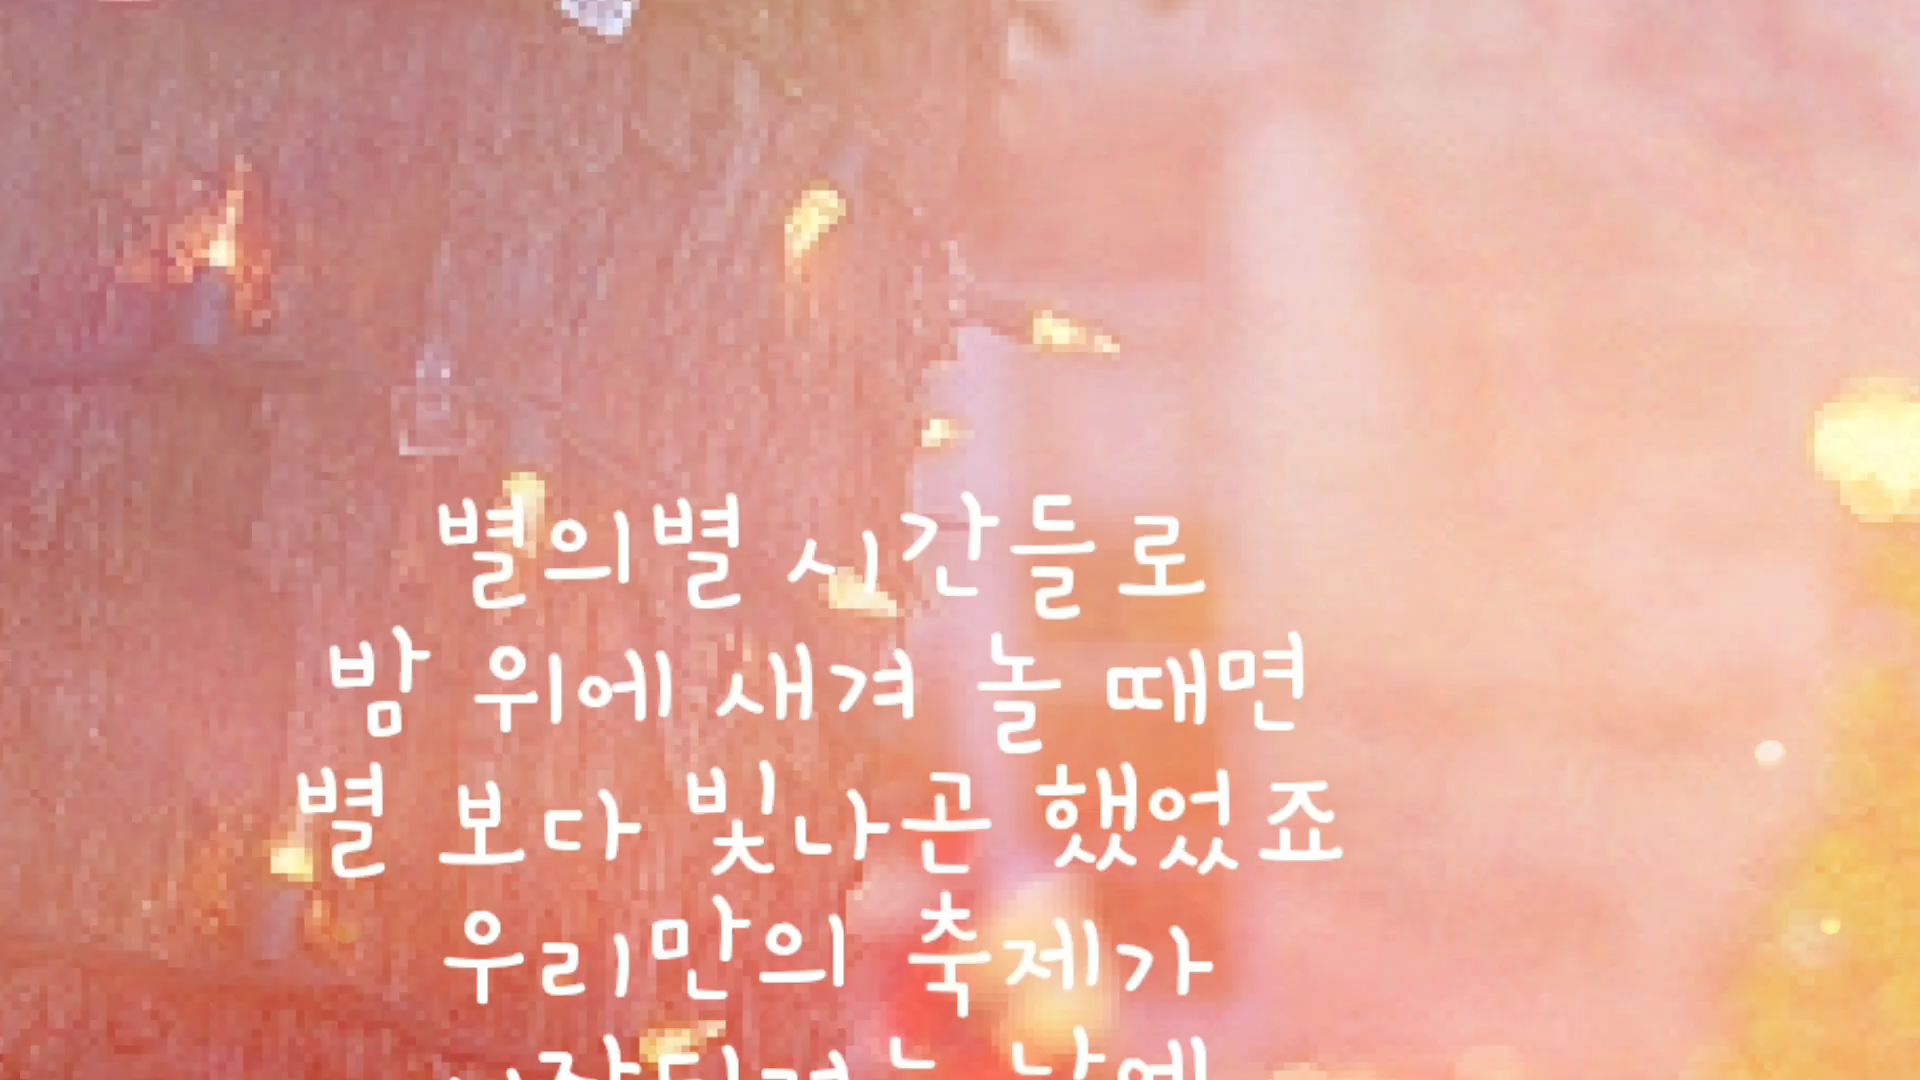 별의별 시간들로
밤 위에 새겨 놀 때면
별 보다 빛나곤 했었죠
우리만의 축제가